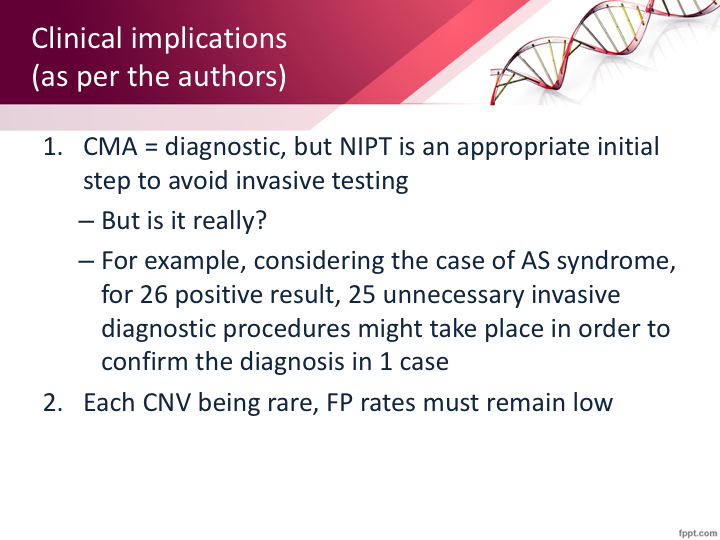 Clinical implications
(as per the authors)
1. CMA = diagnostic, but NIPT is an appropriate initial
step to avoid invasive testing
– But is it really?
– For example, considering the case of AS syndrome,
for 26 positive result, 25 unnecessary invasive
diagnostic procedures might take place in order to
confirm the diagnosis in 1 case
2. Each CNV being rare, FP rates must remain low
fppt.com